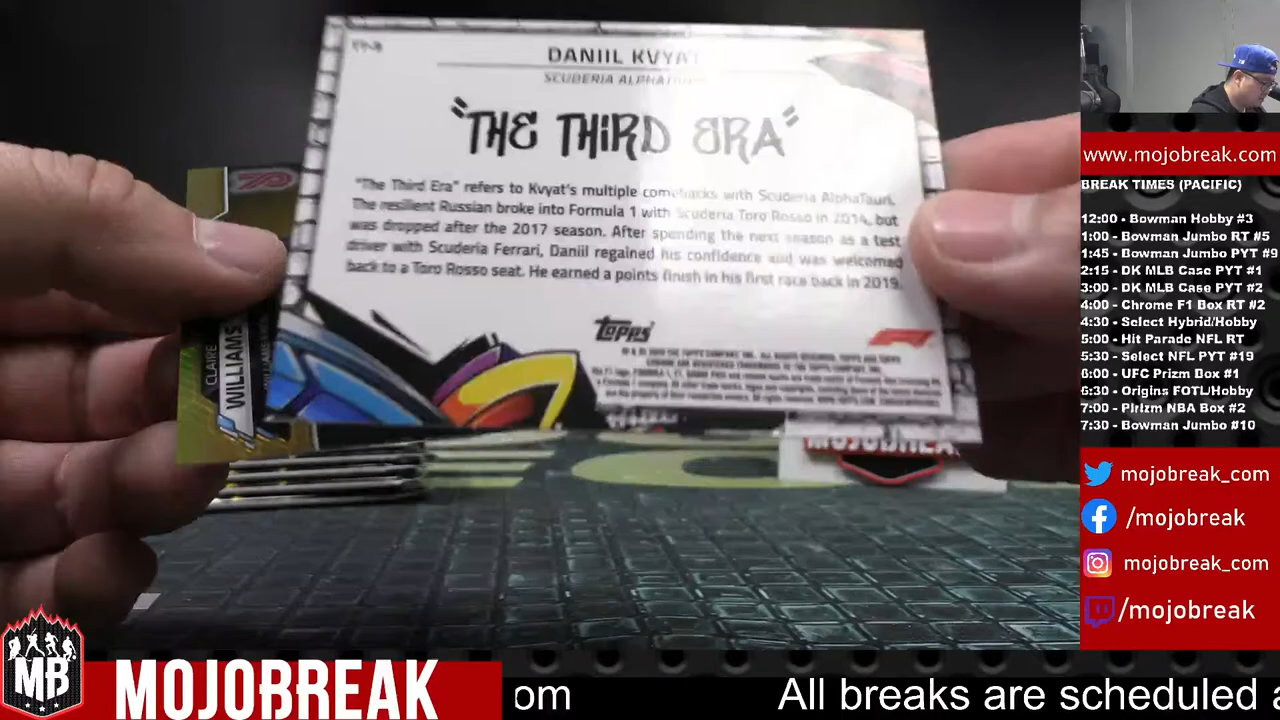 DANIIL KVYAT
SCUDERIA ALPHATAURI
"THE THIRD ERA"
"The Third Era" refers to Kvyat's multiple comebacks with Scuderia AlphaTauri.
The resilient Russian broke into Formula 1 with Scuderia Toro Rosso in 2014, but
was dropped after the 2017 season. After spending the next season as a test
driver with Scuderia Ferrari, Daniil regained his confidence and was welcomed
back to a Toro Rosso seat. He earned a points finish in his first race back in 2019.
TOPPS
F1
CLAIRE
WILLIAMS
MOJOBREAK
www.mojobreak.com
BREAK TIMES (PACIFIC)
12:00 • Bowman Hobby #3
1:00 - Bowman Jumbo RT #5
1:45 - Bowman Jumbo PYT #9
2:15 - DK MLB Case PYT #1
3:00 - DK MLB Case PYT #2
4:00 - Chrome F1 Box RT #2
4:30 - Select Hybrid/Hobby
5:00 - Hit Parade NFL RT
5:30 - Select NFL PYT #19
6:00 - UFC Prizm Box #1
6:30 - Origins FOTL/Hobby
7:00 - Pirizm NBA Box #2
7:30 - Bowman Jumbo #10
mojobreak_com
/mojobreak
mojobreak_com
/mojobreak
MB
MOJOBREAK
om
All breaks are scheduled a